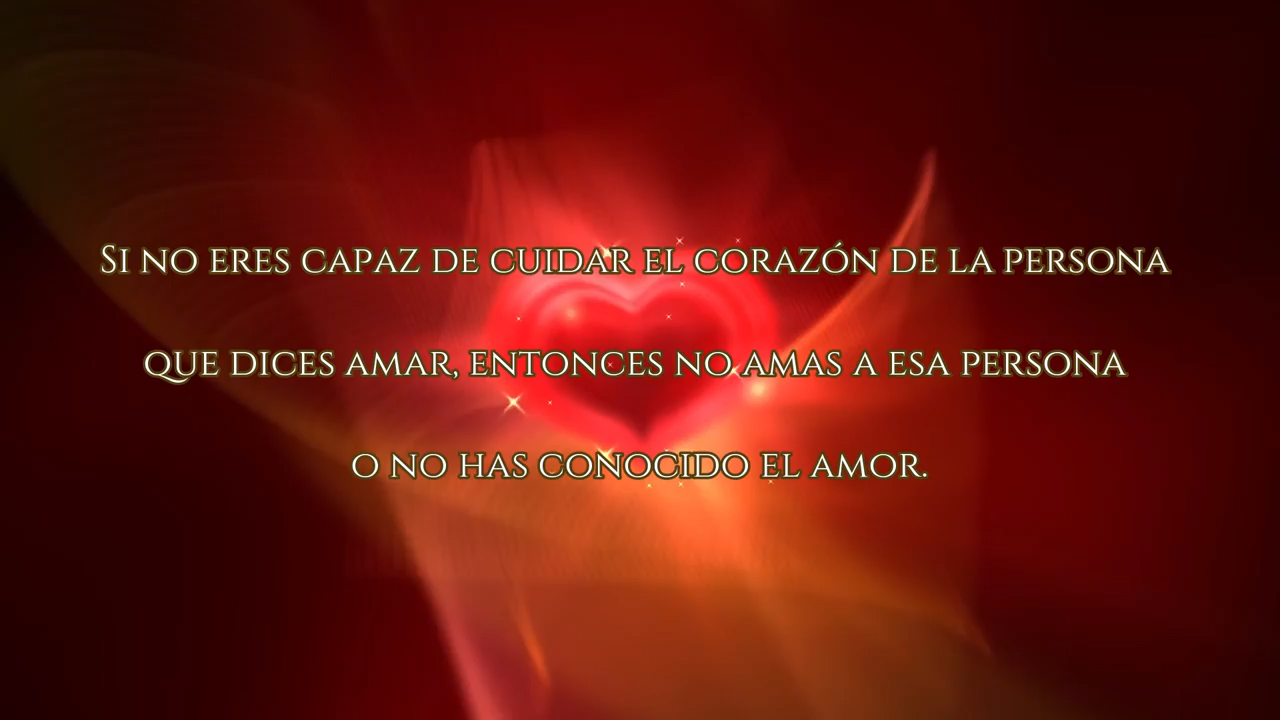 Si no eres capaz de cuidar el corazón de la persona
que dices amar, entonces no amas a esa persona
o no has conocido el amor.